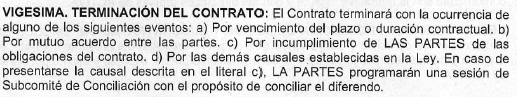 VIGESIMA. TERMINACIÓN DEL CONTRATO: El Contrato terminará con la ocurrencia de
alguno de los siguientes eventos: a) Por vencimiento del plazo o duración contractual. b)
Por mutuo acuerdo entre las partes. c) Por incumplimiento de LAS PARTES de las
obligaciones del contrato. d) Por las demás causales establecidas en la Ley. En caso de
presentarse la causal descrita en el literal c), LA PARTES programarán una sesión de
Subcomité de Conciliación con el propósito de conciliar el diferendo.